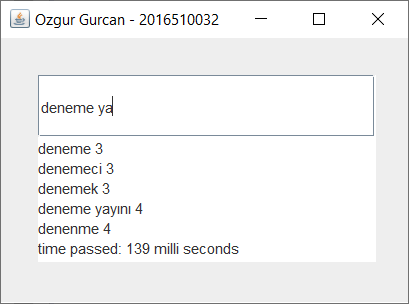 Ozgur Gurcan - 2016510032
deneme ya
deneme 3
denemeci 3
denemek 3
deneme yayını 4
denenme 4
time passed: 139 milli seconds